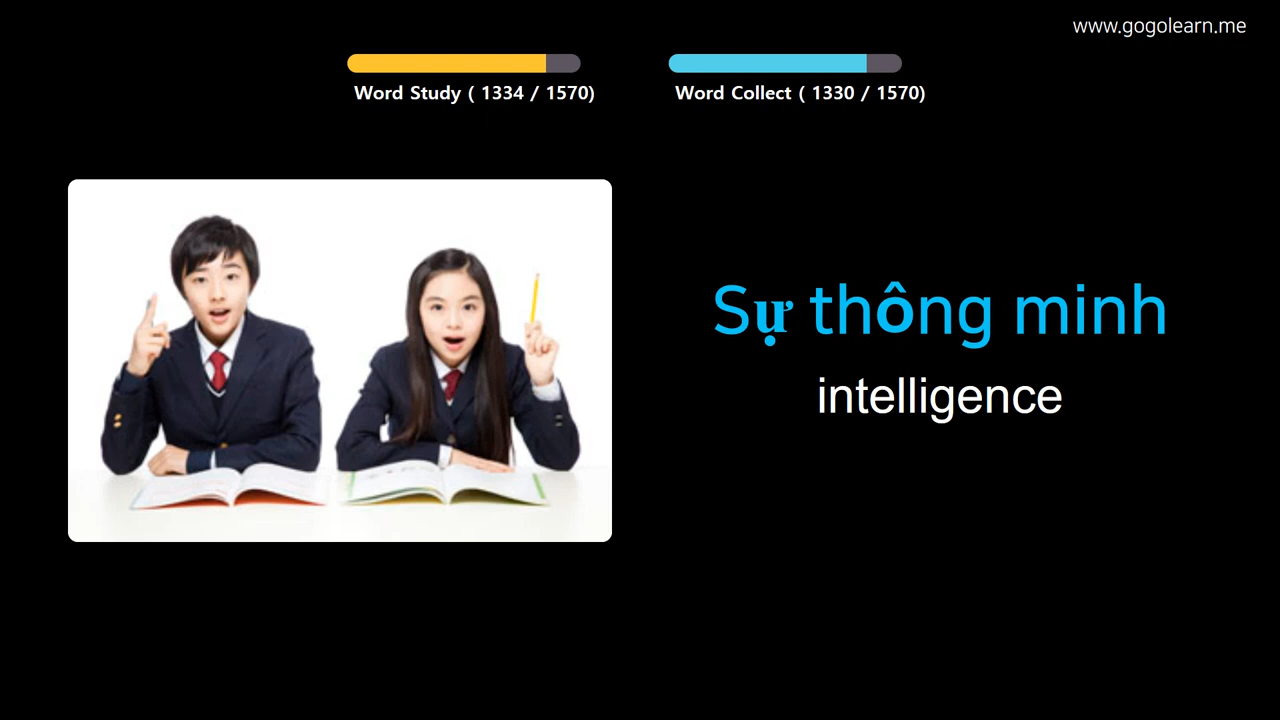 www.gogolearn.me
Word Study ( 1334 / 1570)
Word Collect ( 1330 / 1570)
Sự thông minh
intelligence